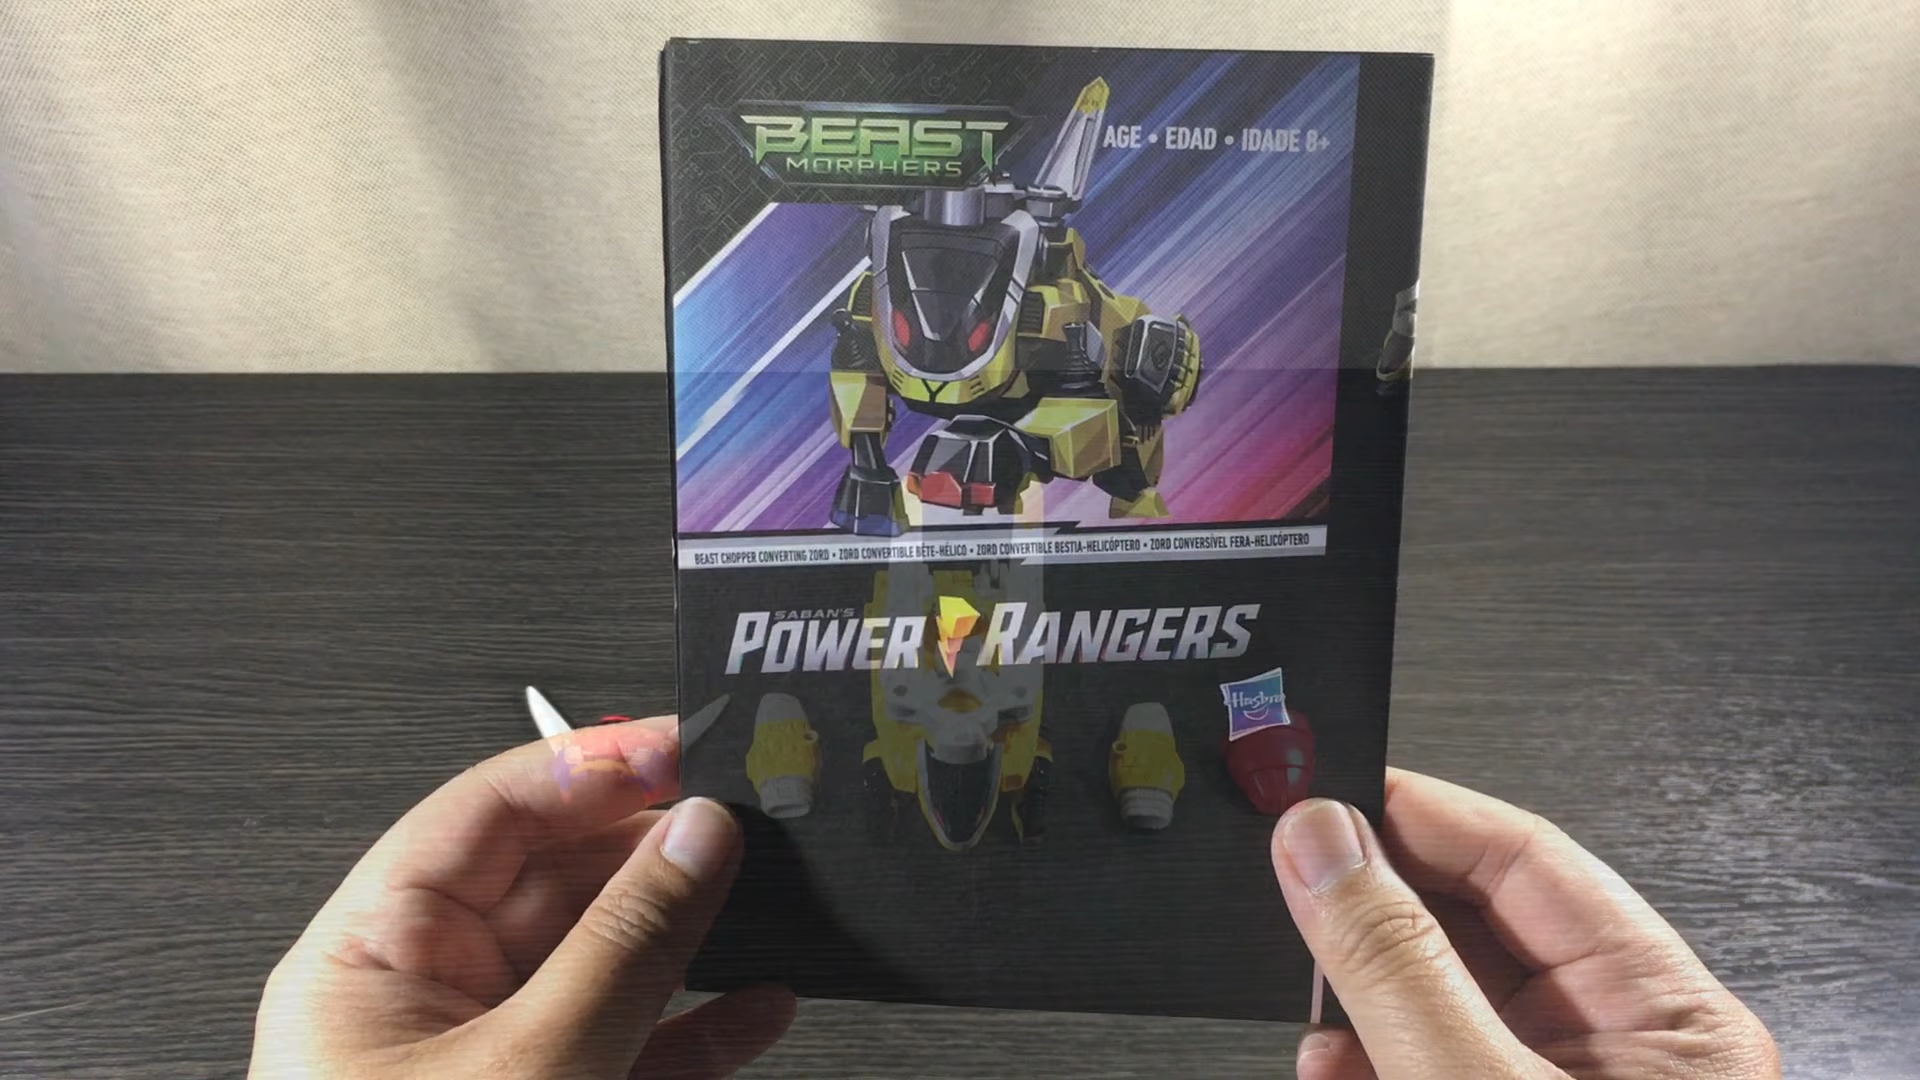 BEAST
MORPHERS
AGE • EDAD • IDADE 8+
BEAST CHOPPER CONVERTING ZORD • ZORD CONVERTIBLE BÊTE-HÉLICO • ZORD CONVERTIBLE BESTIA-HELICÓPTERO • ZORD CONVERSÍVEL FERA-HELICÓPTERO
SABAN'S
POWER RANGERS
Hasbro